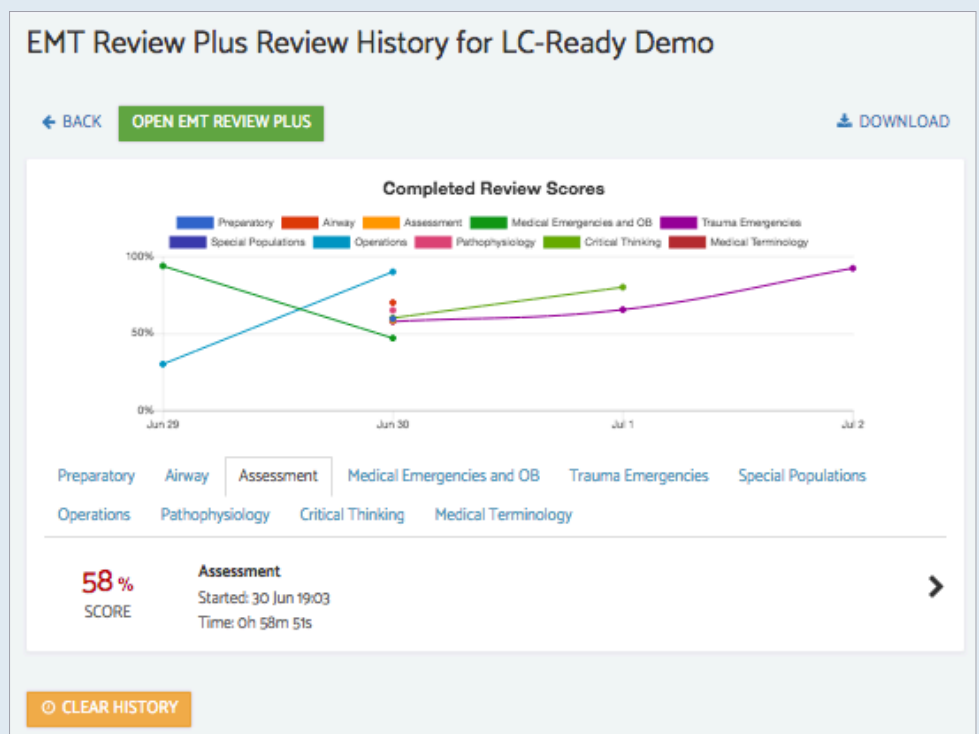 EMT Review Plus Review History for LC-Ready Demo
BACK OPEN EMT REVIEW PLUS DOWNLOAD
Completed Review Scores
Preparatory Airway Assessment Medical Emergencies and OB Trauma Emergencies
Special Populations Operations Pathophysiology Critical Thinking Medical Terminology
100%
50%
0%
Jun 29 Jun 30 Jul 1 Jul 2
Preparatory Airway Assessment Medical Emergencies and OB Trauma Emergencies Special Populations
Operations Pathophysiology Critical Thinking Medical Terminology
58 %
SCORE
Assessment
Started: 30 Jun 19:03
Time: 0h 58m 51s
CLEAR HISTORY